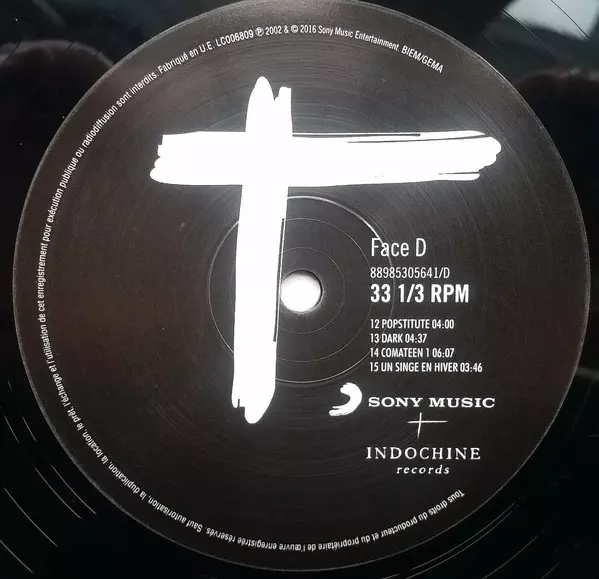 Tous droits du producteur et du propriétaire de l'œuvre enregistrée réservés. Sauf autorisation, la duplication, la location, le prêt, l'échange et l'utilisation de cet enregistrement pour exécution publique ou radiodiffusion sont interdits. Fabriqué en U.E. LC006809 ℗ 2002 & © 2016 Sony Music Entertainment. BIEM/GEMA
Face D
88985305641/D
33 1/3 RPM
12 POPSTITUTE 04:00
13 DARK 04:37
14 COMATEEN 1 06:07
15 UN SINGE EN HIVER 03:46
SONY MUSIC
+
INDOCHINE
records